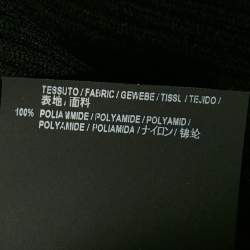 TESSUTO / FABRIC / GEWEBE / TISSU / TEJIDO /
表地 / 面料
100% POLIAMMIDE / POLYAMIDE / POLYAMID /
POLYAMIDE / POLIAMIDA / ナイロン / 锦纶